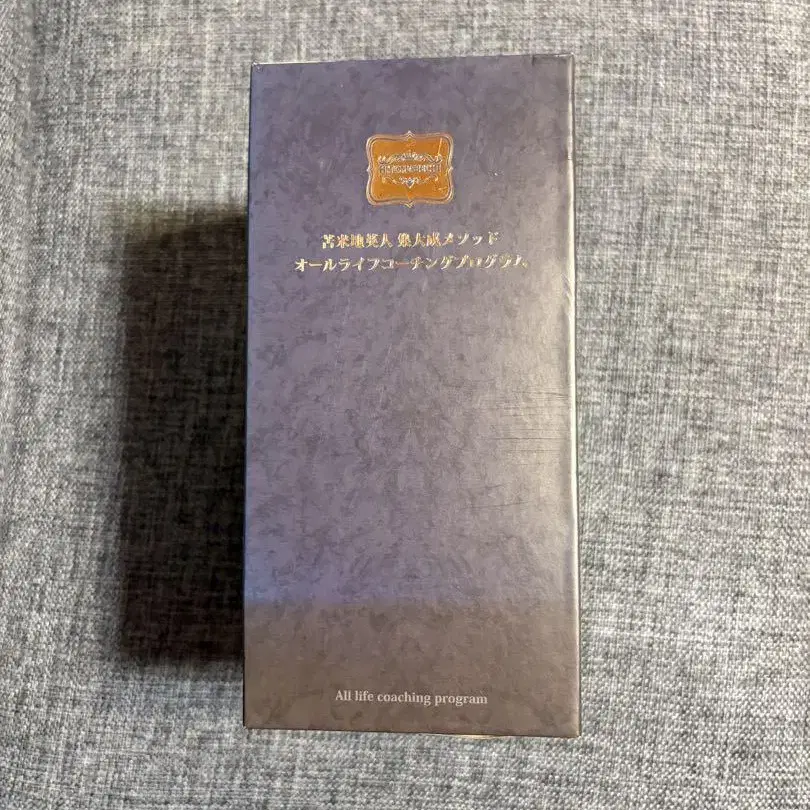 苫米地英人 集大成メソッド
オールライフコーチングプログラム
All life coaching program